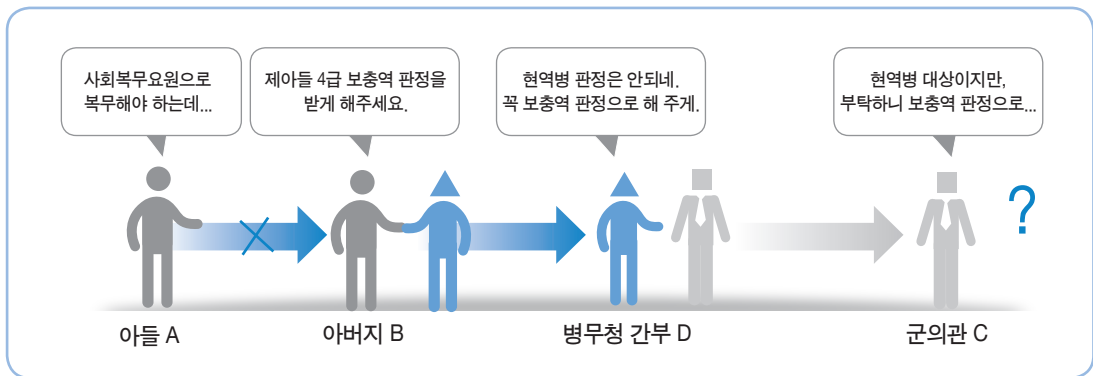 사회복무요원으로
복무해야 하는데...
제아들 4급 보충역 판정을
받게 해주세요.
현역병 판정은 안되네.
꼭 보충역 판정으로 해 주게.
현역병 대상이지만,
부탁하니 보충역 판정으로...
?
아들 A
아버지 B
병무청 간부 D
군의관 C